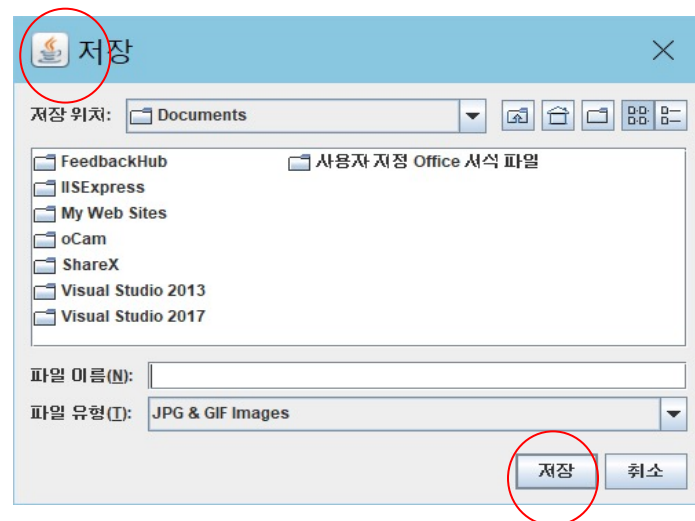 저장
저장 위치: Documents
FeedbackHub
사용자 지정 Office 서식 파일
IISExpress
My Web Sites
oCam
ShareX
Visual Studio 2013
Visual Studio 2017
파일 이름(N):
파일 유형(T): JPG & GIF Images
저장 취소